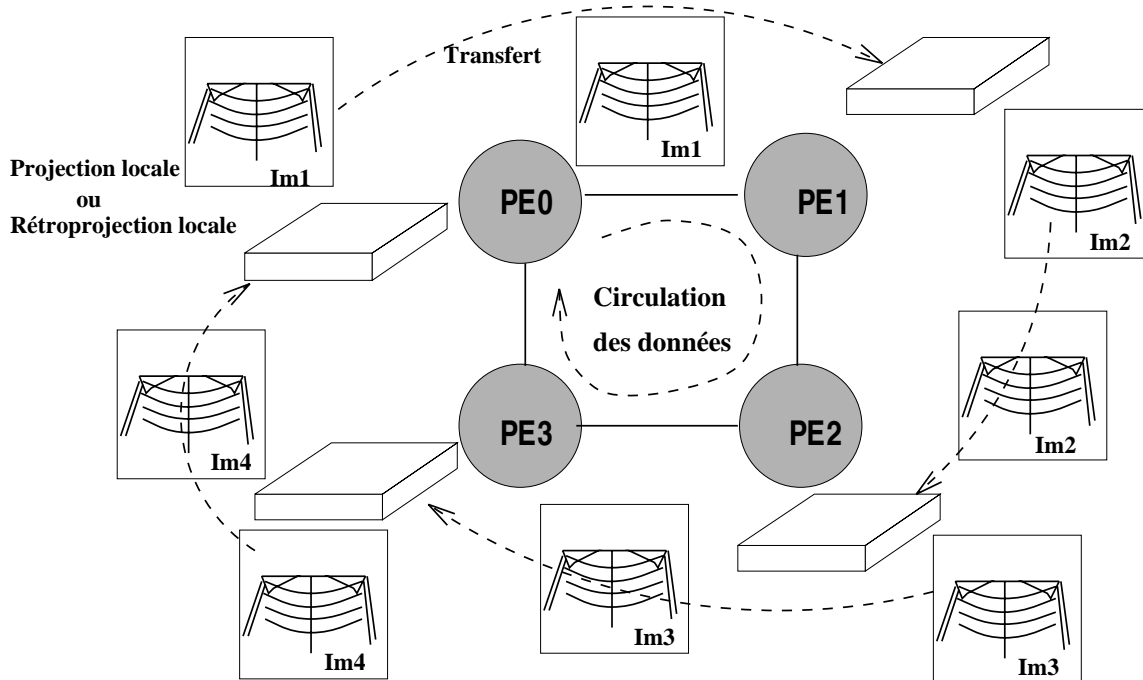 Transfert
Im1
Im1
Projection locale
ou
Rétroprojection locale
PE0
PE1
Im2
Circulation
des données
Im4
PE3
PE2
Im2
Im4
Im3
Im3